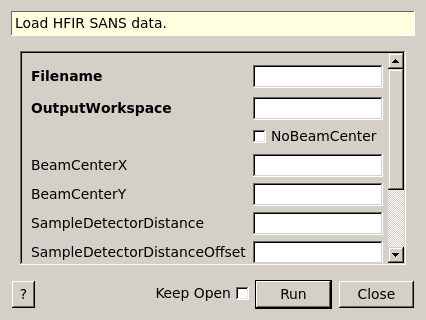 Load HFIR SANS data.
Filename
OutputWorkspace
NoBeamCenter
BeamCenterX
BeamCenterY
SampleDetectorDistance
SampleDetectorDistanceOffset
? Keep Open Run Close